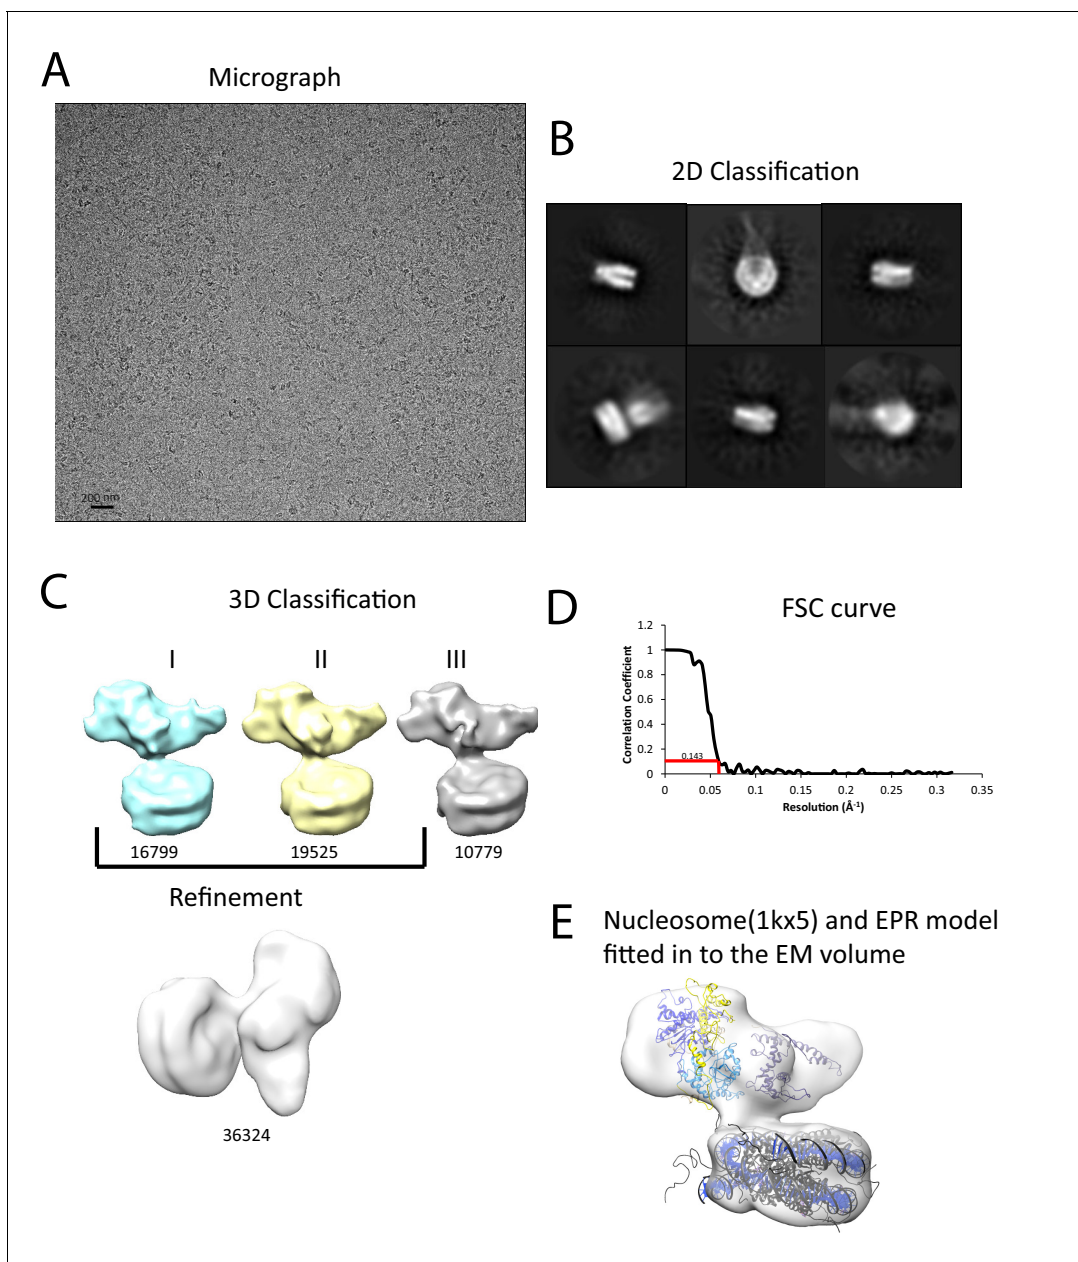 A
Micrograph
200 nm
B
2D Classification
C
3D Classification
I II III
16799 19525 10779
Refinement
36324
D
FSC curve
1.2
1
0.8
0.6
0.4
0.2
0
0.143
0 0.05 0.1 0.15 0.2 0.25 0.3 0.35
Correlation Coefficient
Resolution (Å-1)
E
Nucleosome(1kx5) and EPR model
fitted in to the EM volume